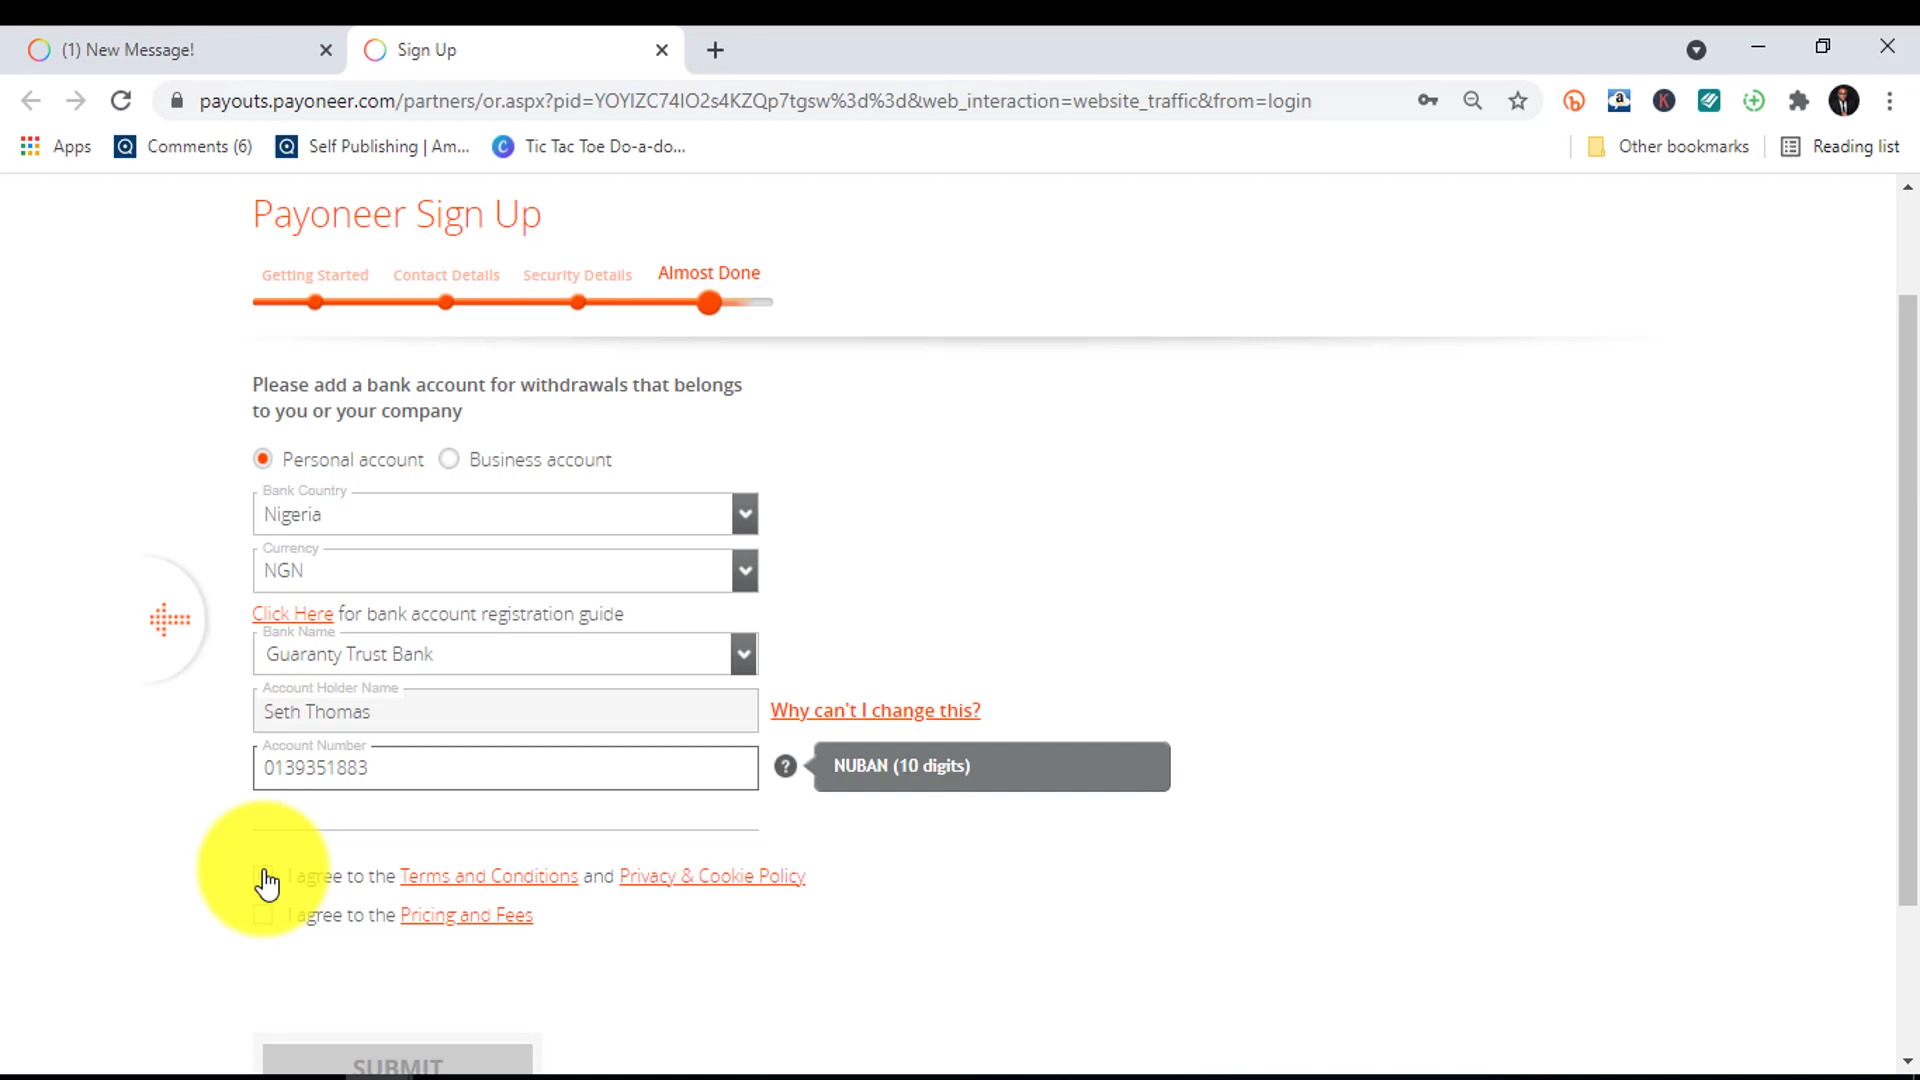 (1) New Message!
Sign Up
payouts.payoneer.com/partners/or.aspx?pid=YOYIZC74IO2s4KZQp7tgsw%3d%3d&web_interaction=website_traffic&from=login
Apps
Comments (6)
Self Publishing | Am...
Tic Tac Toe Do-a-do...
Other bookmarks
Reading list
Payoneer Sign Up
Getting Started
Contact Details
Security Details
Almost Done
Please add a bank account for withdrawals that belongs
to you or your company
Personal account
Business account
Bank Country
Nigeria
Currency
NGN
Click Here for bank account registration guide
Bank Name
Guaranty Trust Bank
Account Holder Name
Seth Thomas
Why can't I change this?
Account Number
0139351883
?
NUBAN (10 digits)
I agree to the Terms and Conditions and Privacy & Cookie Policy
I agree to the Pricing and Fees
SUBMIT